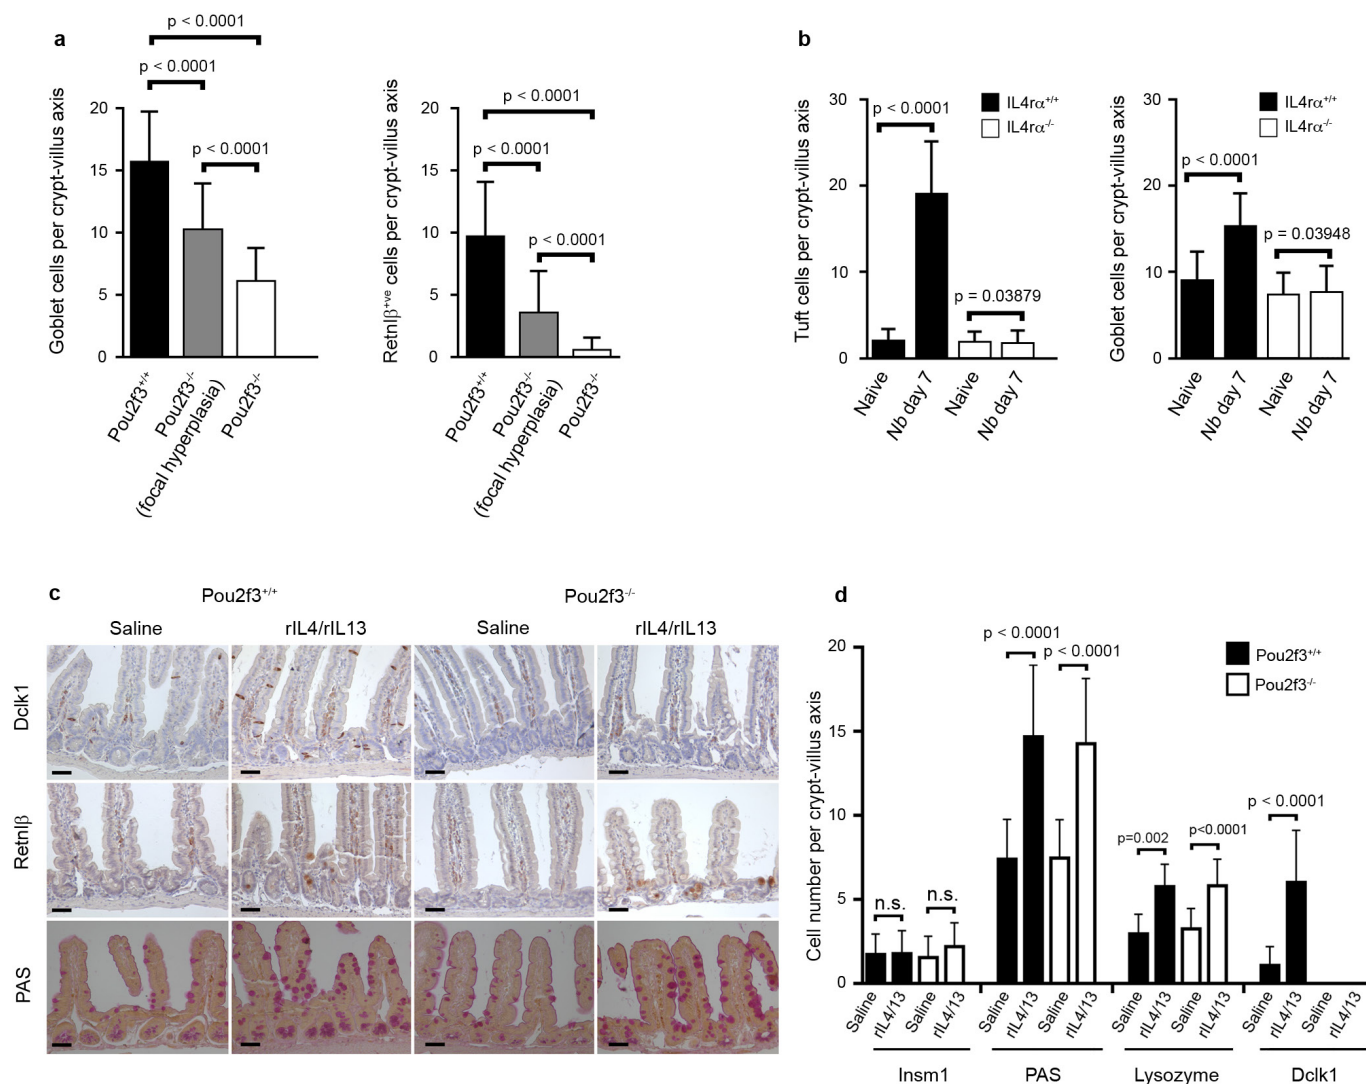 a
p < 0.0001
p < 0.0001
p < 0.0001
Goblet cells per crypt-villus axis
20
15
10
5
0
Pou2f3+/+
Pou2f3-/-
(focal hyperplasia)
Pou2f3-/-
p < 0.0001
p < 0.0001
p < 0.0001
Retnlβ+ve cells per crypt-villus axis
20
15
10
5
0
Pou2f3+/+
Pou2f3-/-
(focal hyperplasia)
Pou2f3-/-
b
IL4rα+/+
IL4rα-/-
p < 0.0001
p = 0.03879
Tuft cells per crypt-villus axis
30
20
10
0
Naive
Nb day 7
Naive
Nb day 7
IL4rα+/+
IL4rα-/-
p < 0.0001
p = 0.03948
Goblet cells per crypt-villus axis
30
20
10
0
Naive
Nb day 7
Naive
Nb day 7
c
Pou2f3+/+
Pou2f3-/-
Saline
rIL4/rIL13
Saline
rIL4/rIL13
Dclk1
Retnlβ
PAS
d
Pou2f3+/+
Pou2f3-/-
p < 0.0001
p < 0.0001
p < 0.0001
p=0.002
p<0.0001
n.s.
n.s.
Cell number per crypt-villus axis
20
15
10
5
0
Saline
rIL4/13
Saline
rIL4/13
Saline
rIL4/13
Saline
rIL4/13
Saline
rIL4/13
Saline
rIL4/13
Saline
rIL4/13
Saline
rIL4/13
Insm1
PAS
Lysozyme
Dclk1